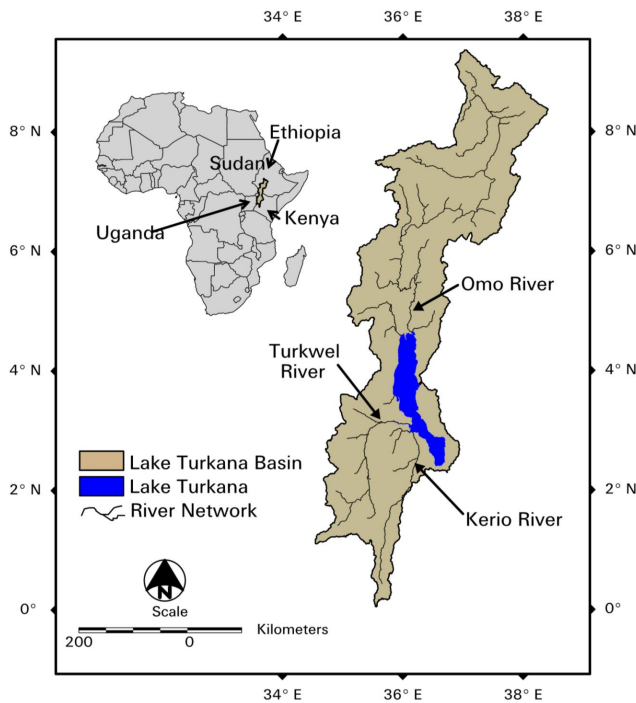 34° E 36° E 38° E
8° N 8° N
Ethiopia
Sudan
Kenya
Uganda
6° N 6° N
Omo River
Turkwel
River
4° N 4° N
Lake Turkana Basin
Lake Turkana
River Network
2° N 2° N
Kerio River
N
Scale
0° 0°
Kilometers
200 0
34° E 36° E 38° E